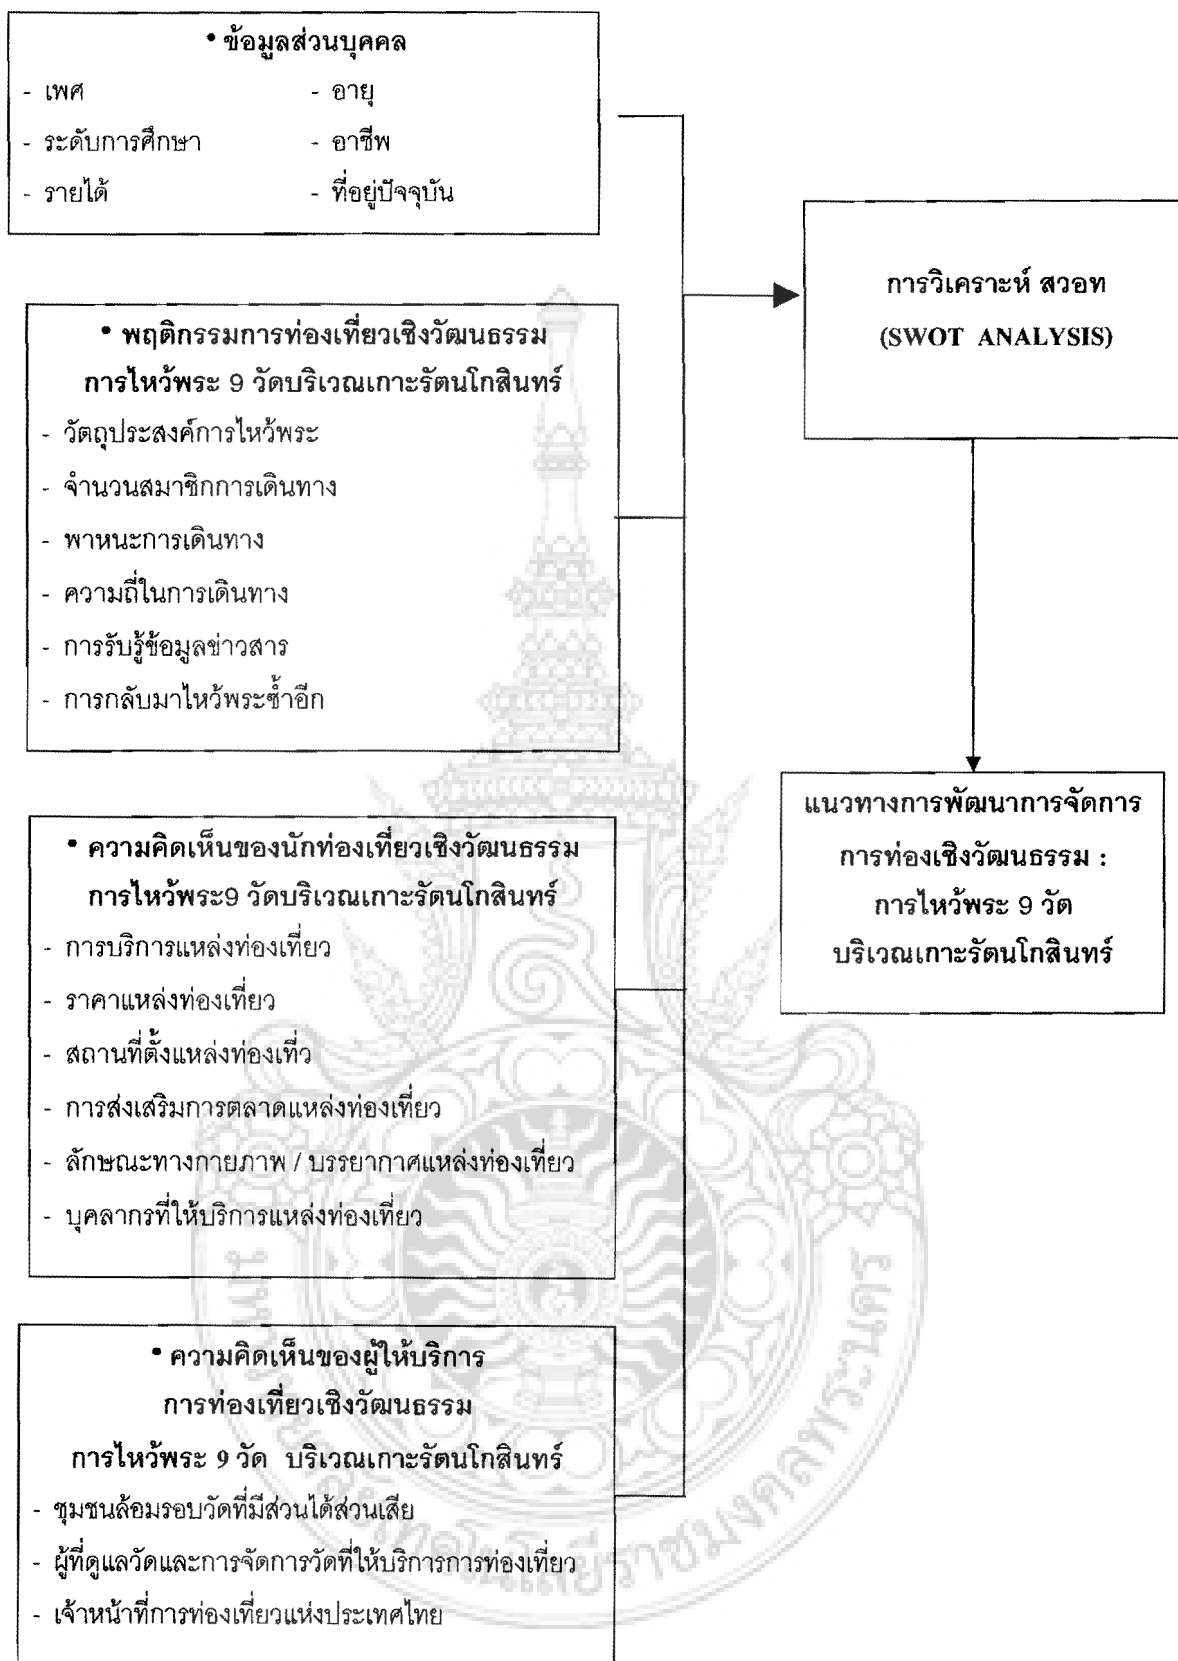 • ข้อมูลส่วนบุคคล
- เพศ - อายุ
- ระดับการศึกษา - อาชีพ
- รายได้ - ที่อยู่ปัจจุบัน
• พฤติกรรมการท่องเที่ยวเชิงวัฒนธรรม
การไหว้พระ 9 วัดบริเวณเกาะรัตนโกสินทร์
- วัตถุประสงค์การไหว้พระ
- จำนวนสมาชิกการเดินทาง
- พาหนะการเดินทาง
- ความถี่ในการเดินทาง
- การรับรู้ข้อมูลข่าวสาร
- การกลับมาไหว้พระซ้ำอีก
• ความคิดเห็นของนักท่องเที่ยวเชิงวัฒนธรรม
การไหว้พระ9 วัดบริเวณเกาะรัตนโกสินทร์
- การบริการแหล่งท่องเที่ยว
- ราคาแหล่งท่องเที่ยว
- สถานที่ตั้งแหล่งท่องเที่ว
- การส่งเสริมการตลาดแหล่งท่องเที่ยว
- ลักษณะทางกายภาพ / บรรยากาศแหล่งท่องเที่ยว
- บุคลากรที่ให้บริการแหล่งท่องเที่ยว
• ความคิดเห็นของผู้ให้บริการ
การท่องเที่ยวเชิงวัฒนธรรม
การไหว้พระ 9 วัด บริเวณเกาะรัตนโกสินทร์
- ชุมชนล้อมรอบวัดที่มีส่วนได้ส่วนเสีย
- ผู้ที่ดูแลวัดและการจัดการวัดที่ให้บริการการท่องเที่ยว
- เจ้าหน้าที่การท่องเที่ยวแห่งประเทศไทย
การวิเคราะห์ สวอท
(SWOT ANALYSIS)
แนวทางการพัฒนาการจัดการ
การท่องเชิงวัฒนธรรม :
การไหว้พระ 9 วัด
บริเวณเกาะรัตนโกสินทร์